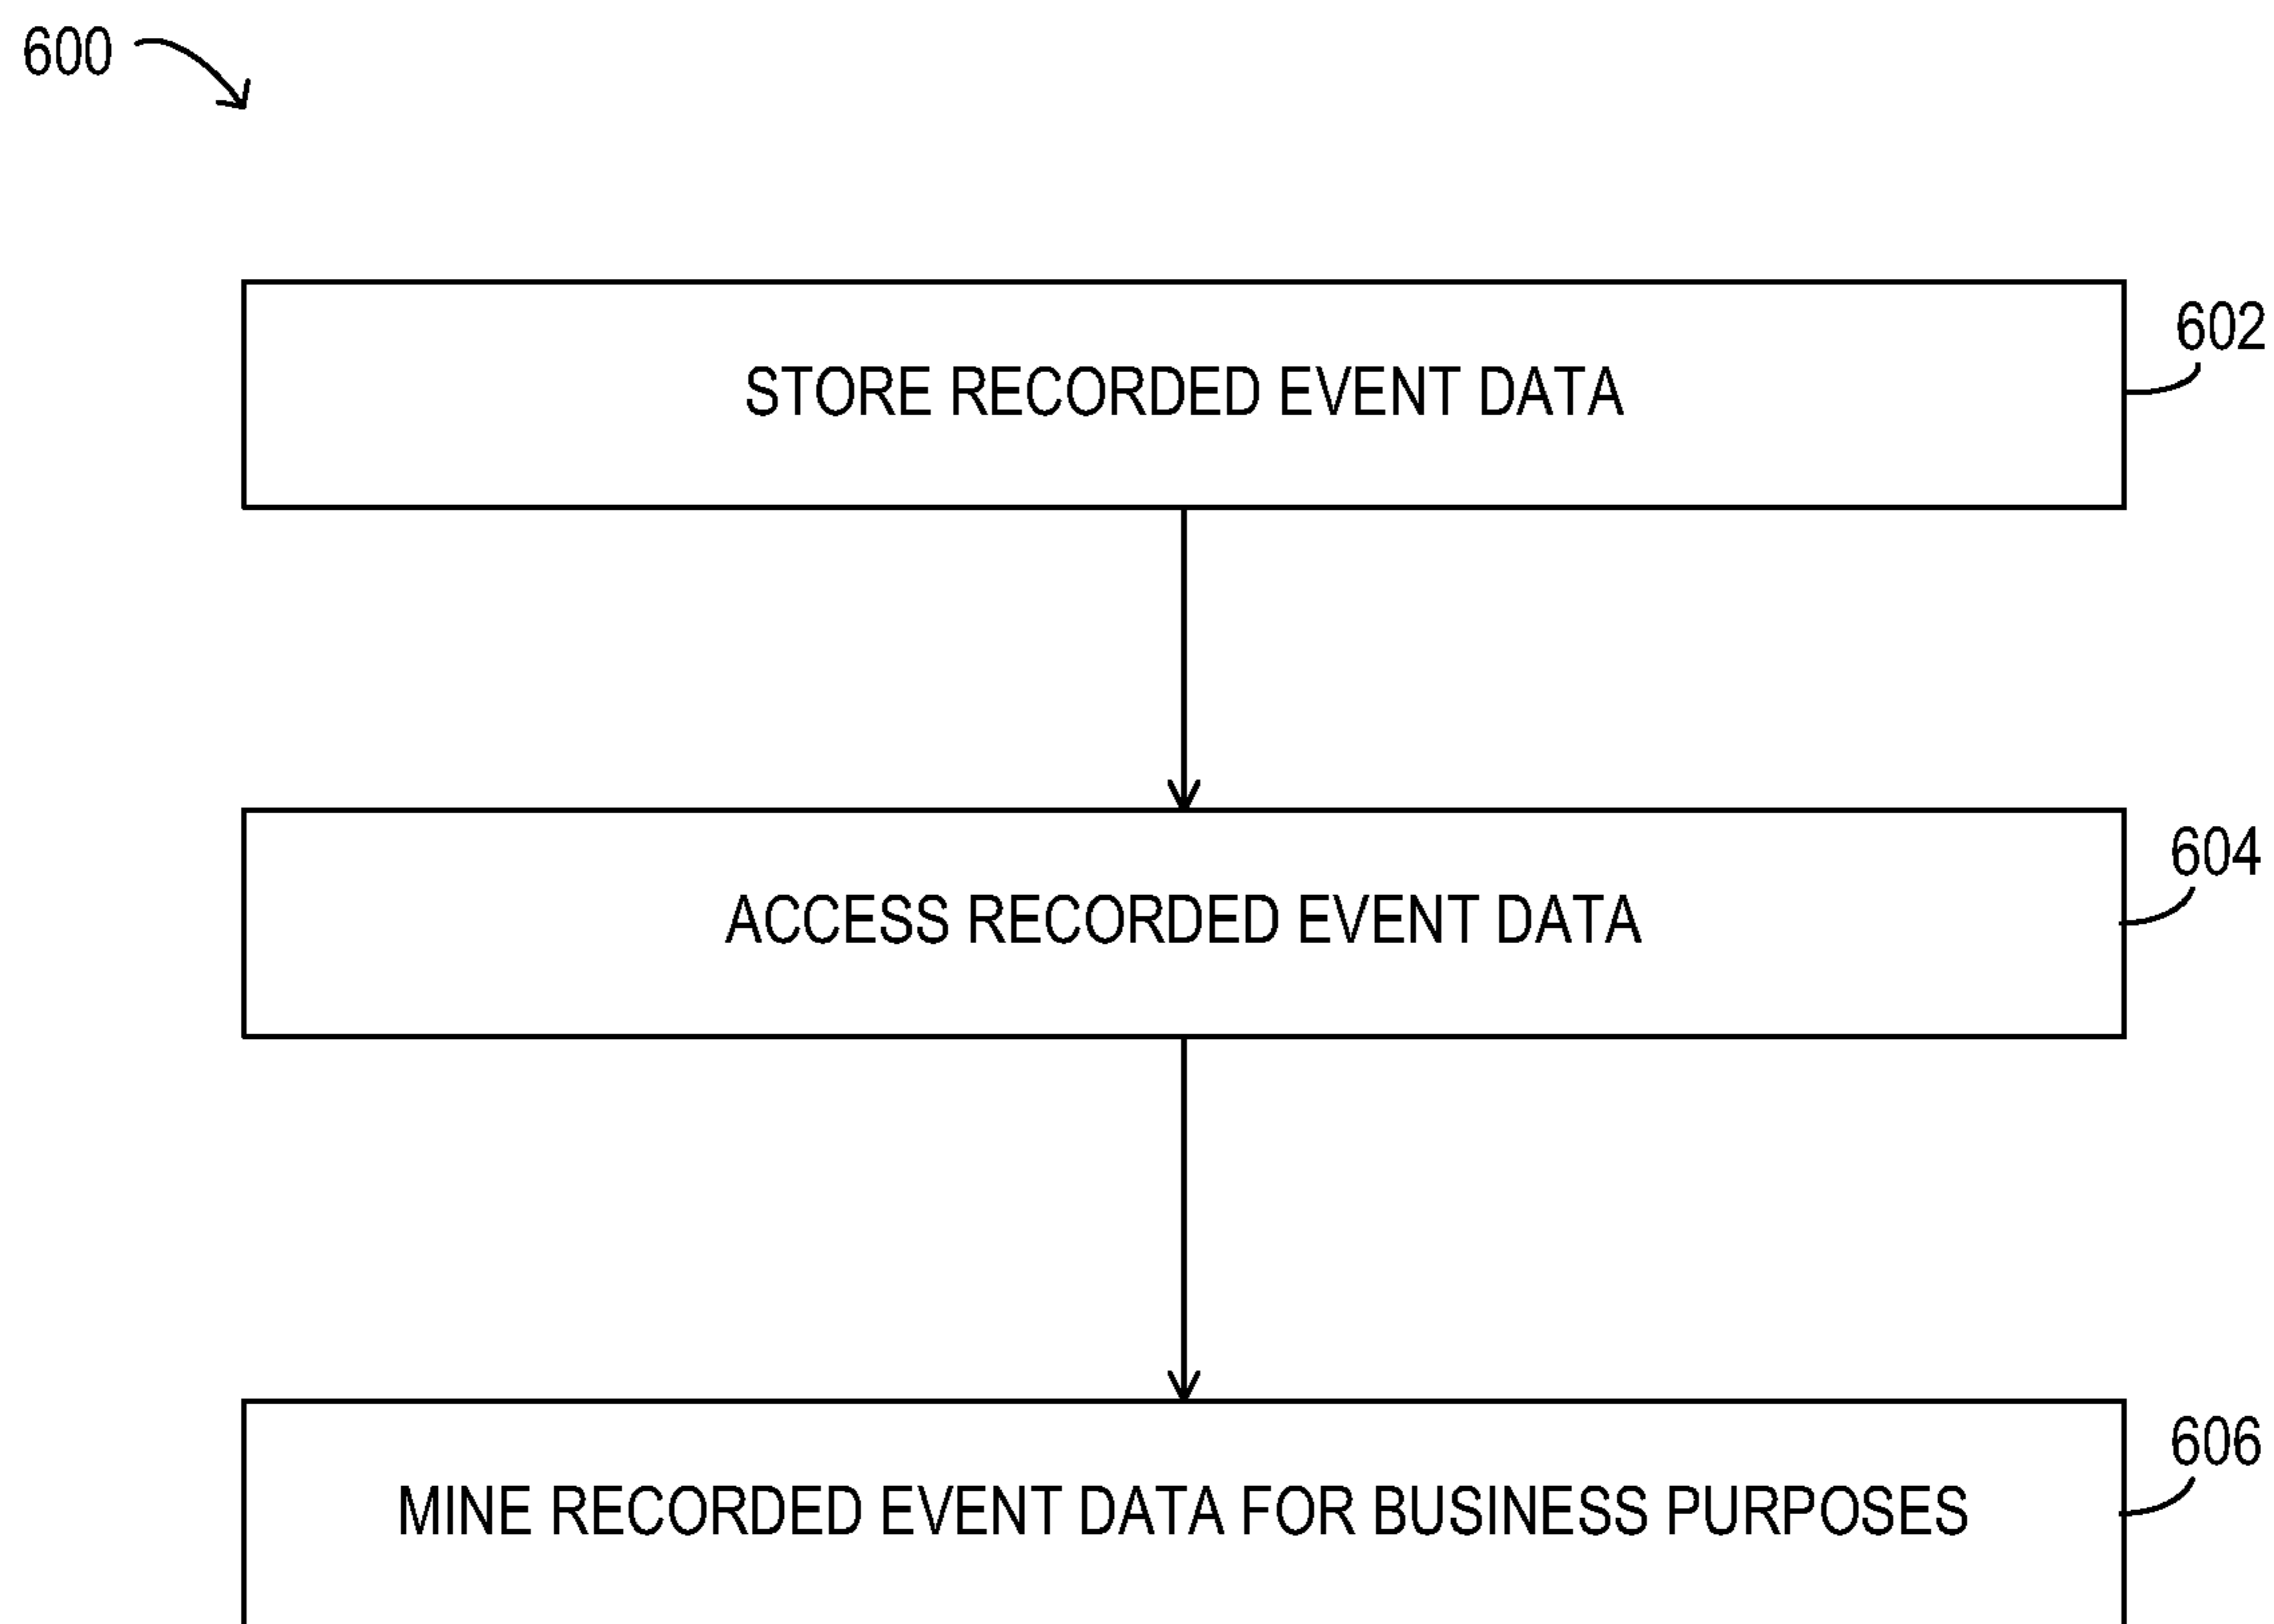 600
602
STORE RECORDED EVENT DATA
604
ACCESS RECORDED EVENT DATA
606
MINE RECORDED EVENT DATA FOR BUSINESS PURPOSES